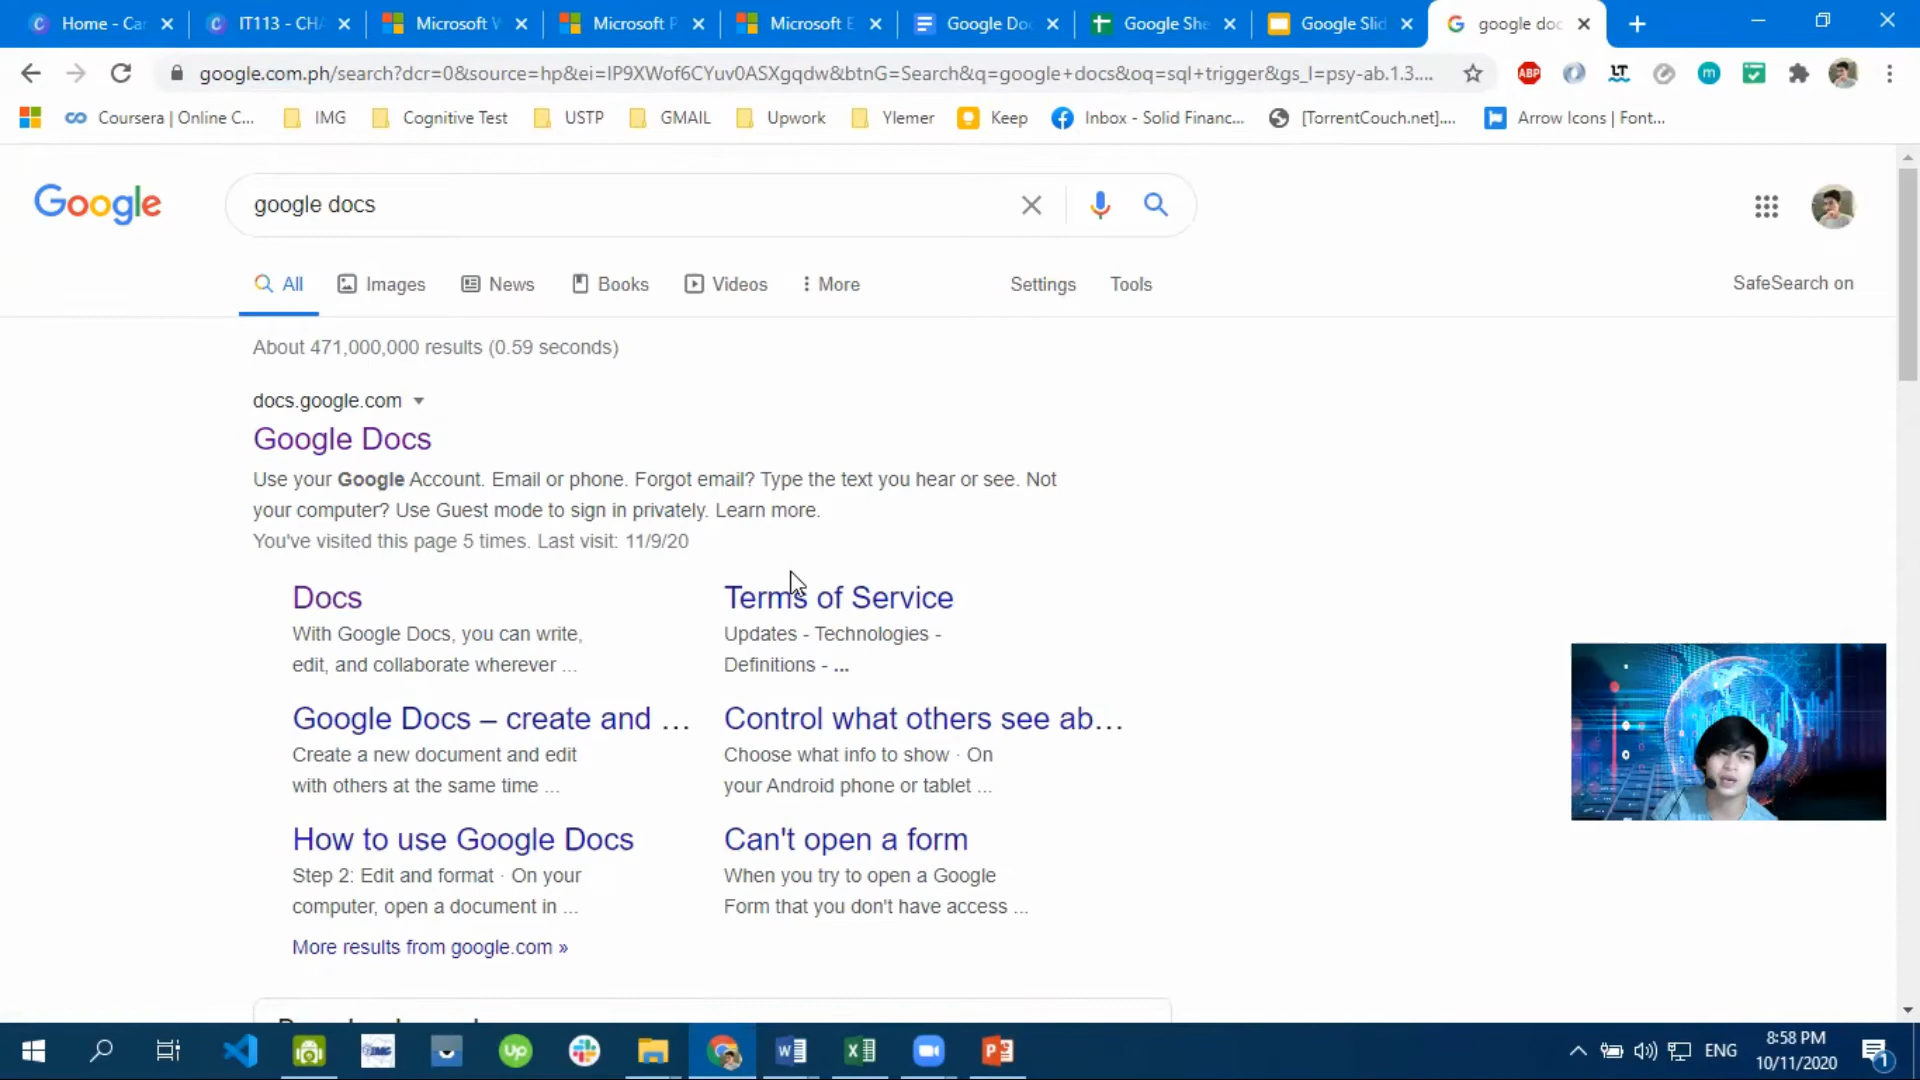 Home - Ca
IT113 - CH
Microsoft
Microsoft
Microsoft
Google Do
Google She
Google Slid
google doc
google.com.ph/search?dcr=0&source=hp&ei=IP9XWof6CYuv0ASXgqdw&btnG=Search&q=google+docs&oq=sql+trigger&gs_l=psy-ab.1.3....
ABP
LT
m
Coursera | Online C...
IMG
Cognitive Test
USTP
GMAIL
Upwork
Ylemer
Keep
Inbox - Solid Financ...
[TorrentCouch.net]....
Arrow Icons | Font...
Google
google docs
All
Images
News
Books
Videos
More
Settings
Tools
SafeSearch on
About 471,000,000 results (0.59 seconds)
docs.google.com
Google Docs
Use your Google Account. Email or phone. Forgot email? Type the text you hear or see. Not
your computer? Use Guest mode to sign in privately. Learn more.
You've visited this page 5 times. Last visit: 11/9/20
Docs
With Google Docs, you can write,
edit, and collaborate wherever ...
Terms of Service
Updates - Technologies -
Definitions - ...
Google Docs – create and ...
Create a new document and edit
with others at the same time ...
Control what others see ab...
Choose what info to show · On
your Android phone or tablet ...
How to use Google Docs
Step 2: Edit and format · On your
computer, open a document in ...
Can't open a form
When you try to open a Google
Form that you don't have access ...
More results from google.com »
Up
ENG
8:58 PM
10/11/2020
1